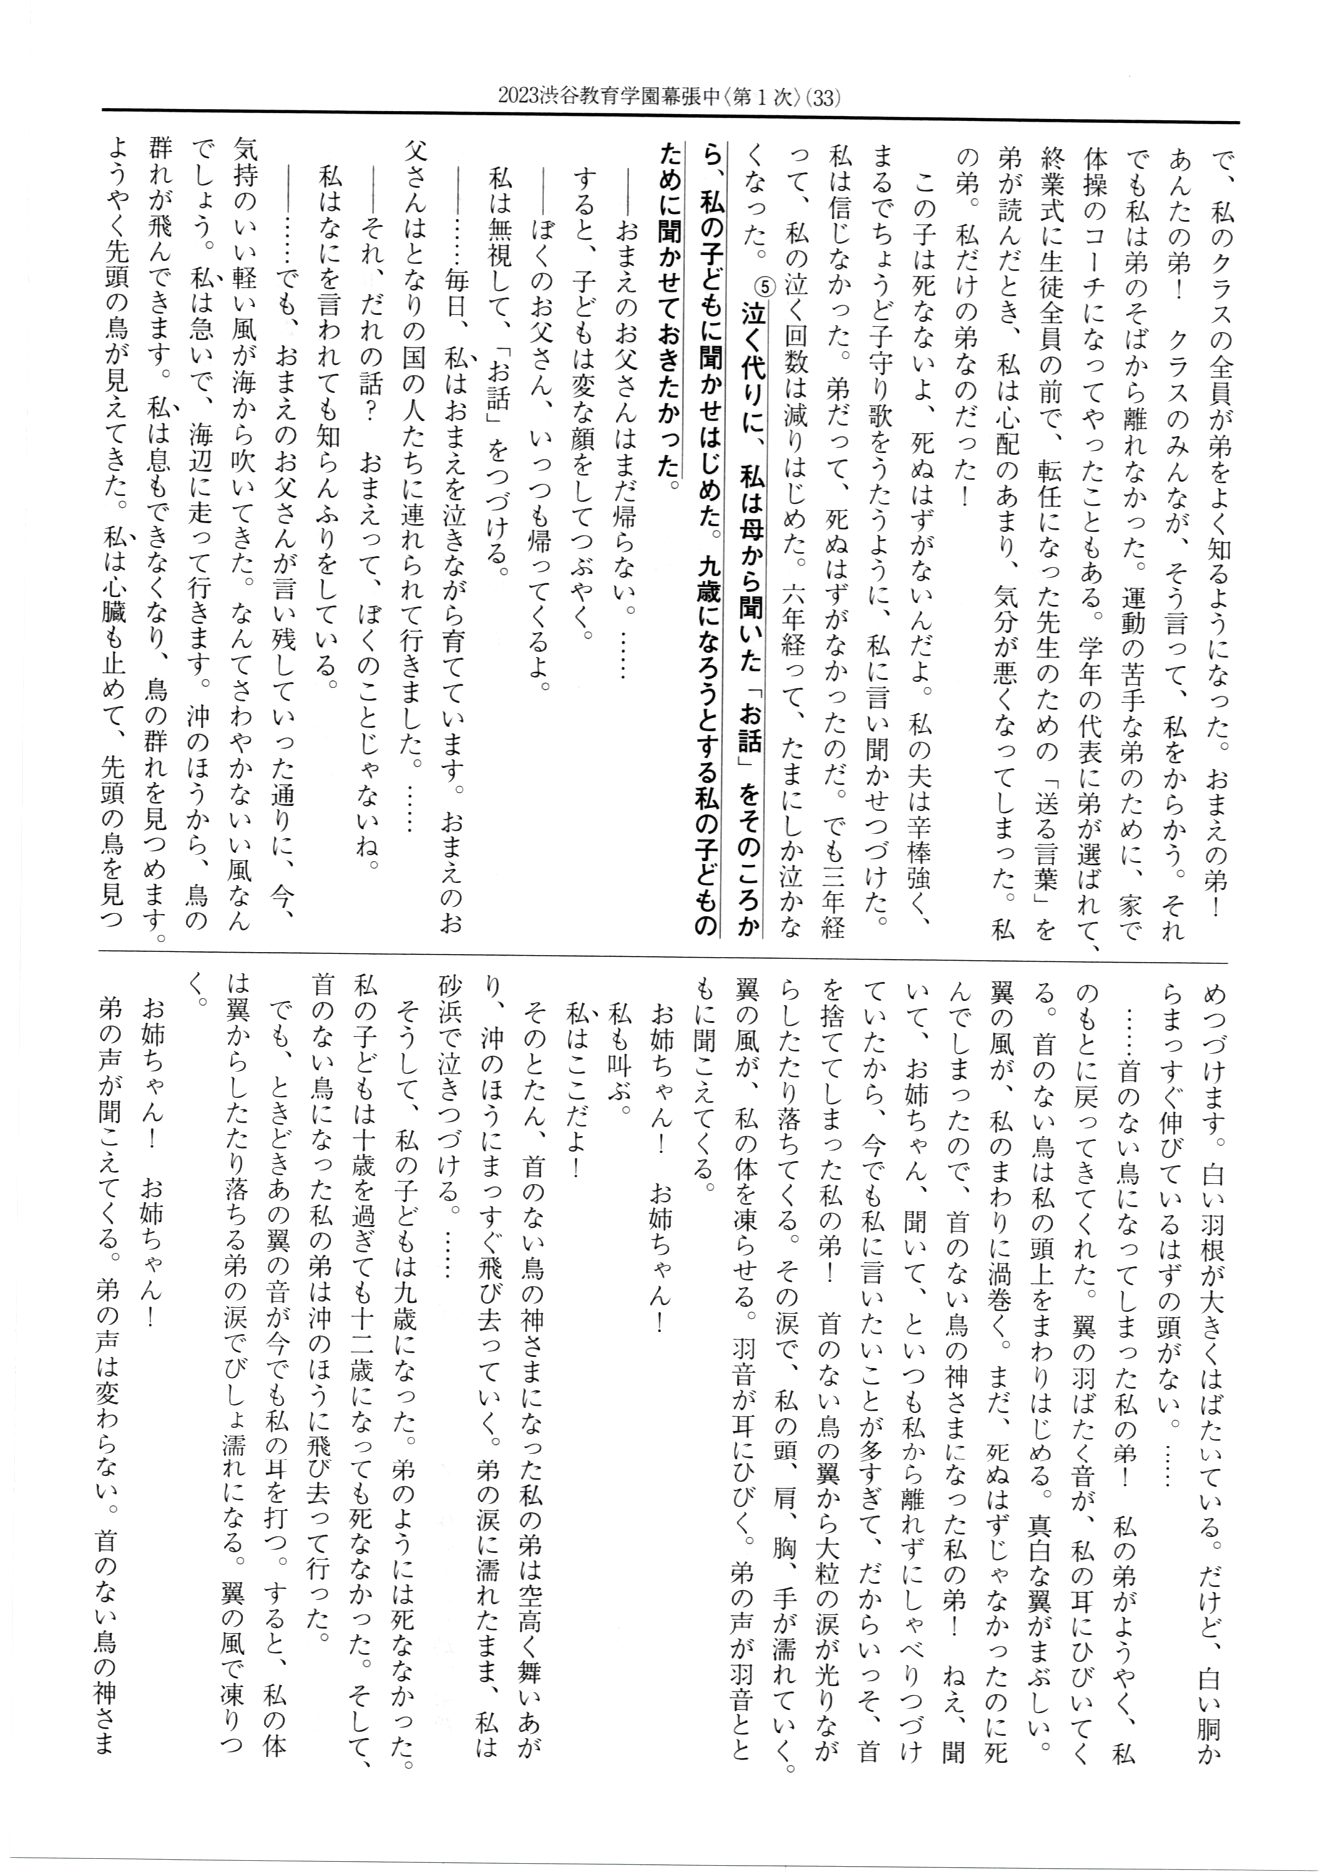 2023渋谷教育学園幕張中〈第１次〉(33)
で、私のクラスの全員が弟をよく知るようになった。おまえの弟！
あんたの弟！　クラスのみんなが、そう言って、私をからかう。それ
でも私は弟のそばから離れなかった。運動の苦手な弟のために、家で
体操のコーチになってやったこともある。学年の代表に弟が選ばれて、
終業式に生徒全員の前で、転任になった先生のための「送る言葉」を
弟が読んだとき、私は心配のあまり、気分が悪くなってしまった。私
の弟。私だけの弟なのだった！
　この子は死なないよ、死ぬはずがないんだよ。私の夫は辛棒強く、
まるでちょうど子守り歌をうたうように、私に言い聞かせつづけた。
私は信じなかった。弟だって、死ぬはずがなかったのだ。でも三年経
って、私の泣く回数は減りはじめた。六年経って、たまにしか泣かな
くなった。⑤泣く代りに、私は母から聞いた「お話」をそのころか
ら、私の子どもに聞かせはじめた。九歳になろうとする私の子どもの
ために聞かせておきたかった。
　――おまえのお父さんはまだ帰らない。……
　すると、子どもは変な顔をしてつぶやく。
　――ぼくのお父さん、いっつも帰ってくるよ。
　私は無視して、「お話」をつづける。
　――……毎日、私はおまえを泣きながら育てています。おまえのお
父さんはとなりの国の人たちに連れられて行きました。……
　――それ、だれの話？　おまえって、ぼくのことじゃないね。
　私はなにを言われても知らんふりをしている。
　――……でも、おまえのお父さんが言い残していった通りに、今、
気持のいい軽い風が海から吹いてきた。なんてさわやかないい風なん
でしょう。私は急いで、海辺に走って行きます。沖のほうから、鳥の
群れが飛んできます。私は息もできなくなり、鳥の群れを見つめます。
ようやく先頭の鳥が見えてきた。私は心臓も止めて、先頭の鳥を見つ
めつづけます。白い羽根が大きくはばたいている。だけど、白い胴か
らまっすぐ伸びているはずの頭がない。……
　……首のない鳥になってしまった私の弟！　私の弟がようやく、私
のもとに戻ってきてくれた。翼の羽ばたく音が、私の耳にひびいてく
る。首のない鳥は私の頭上をまわりはじめる。真白な翼がまぶしい。
翼の風が、私のまわりに渦巻く。まだ、死ぬはずじゃなかったのに死
んでしまったので、首のない鳥の神さまになった私の弟！　ねえ、聞
いて、お姉ちゃん、聞いて、といつも私から離れずにしゃべりつづけ
ていたから、今でも私に言いたいことが多すぎて、だからいっそ、首
を捨ててしまった私の弟！　首のない鳥の翼から大粒の涙が光りなが
らしたたり落ちてくる。その涙で、私の頭、肩、胸、手が濡れていく。
翼の風が、私の体を凍らせる。羽音が耳にひびく。弟の声が羽音とと
もに聞こえてくる。
　お姉ちゃん！　お姉ちゃん！
　私も叫ぶ。
　私はここだよ！
　そのとたん、首のない鳥の神さまになった私の弟は空高く舞いあが
り、沖のほうにまっすぐ飛び去っていく。弟の涙に濡れたまま、私は
砂浜で泣きつづける。……
　そうして、私の子どもは九歳になった。弟のようには死ななかった。
私の子どもは十歳を過ぎても十二歳になっても死ななかった。そして、
首のない鳥になった私の弟は沖のほうに飛び去って行った。
　でも、ときどきあの翼の音が今でも私の耳を打つ。すると、私の体
は翼からしたたり落ちる弟の涙でびしょ濡れになる。翼の風で凍りつ
く。
　お姉ちゃん！　お姉ちゃん！
　弟の声が聞こえてくる。弟の声は変わらない。首のない鳥の神さま